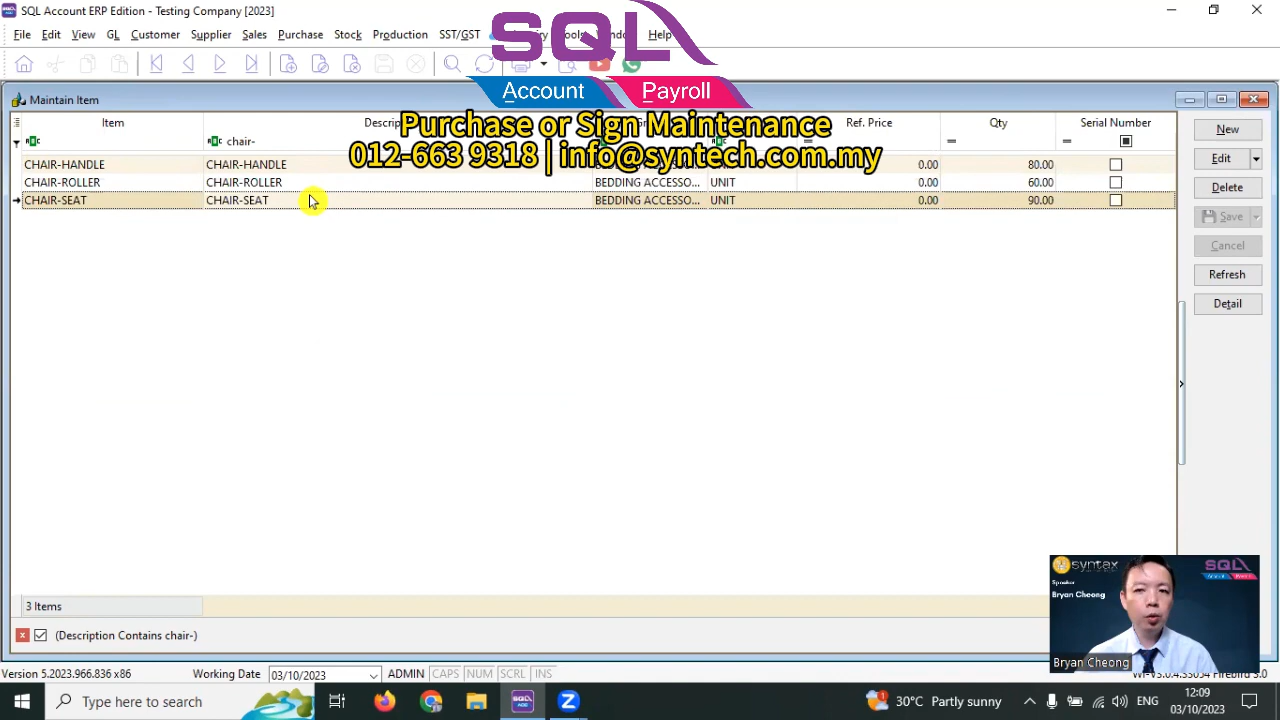 SQL Account ERP Edition - Testing Company [2023]
File Edit View GL Customer Supplier Sales Purchase Stock Production SST/GST Help
SQL
Account Payroll
Maintain Item
Purchase or Sign Maintenance
012-663 9318 | info@syntech.com.my
Item Ref. Price Qty Serial Number
chair-
CHAIR-HANDLE CHAIR-HANDLE 0.00 80.00
CHAIR-ROLLER CHAIR-ROLLER BEDDING ACCESSO... UNIT 0.00 60.00
CHAIR-SEAT CHAIR-SEAT BEDDING ACCESSO... UNIT 0.00 90.00
New
Edit
Delete
Save
Cancel
Refresh
Detail
3 Items
(Description Contains chair-)
syntax
SQL
Speaker
Bryan Cheong
Bryan Cheong
Version 5.2023.966.836 x86 Working Date 03/10/2023 ADMIN CAPS NUM SCRL INS
Type here to search
30°C Partly sunny
ENG
12:09
03/10/2023